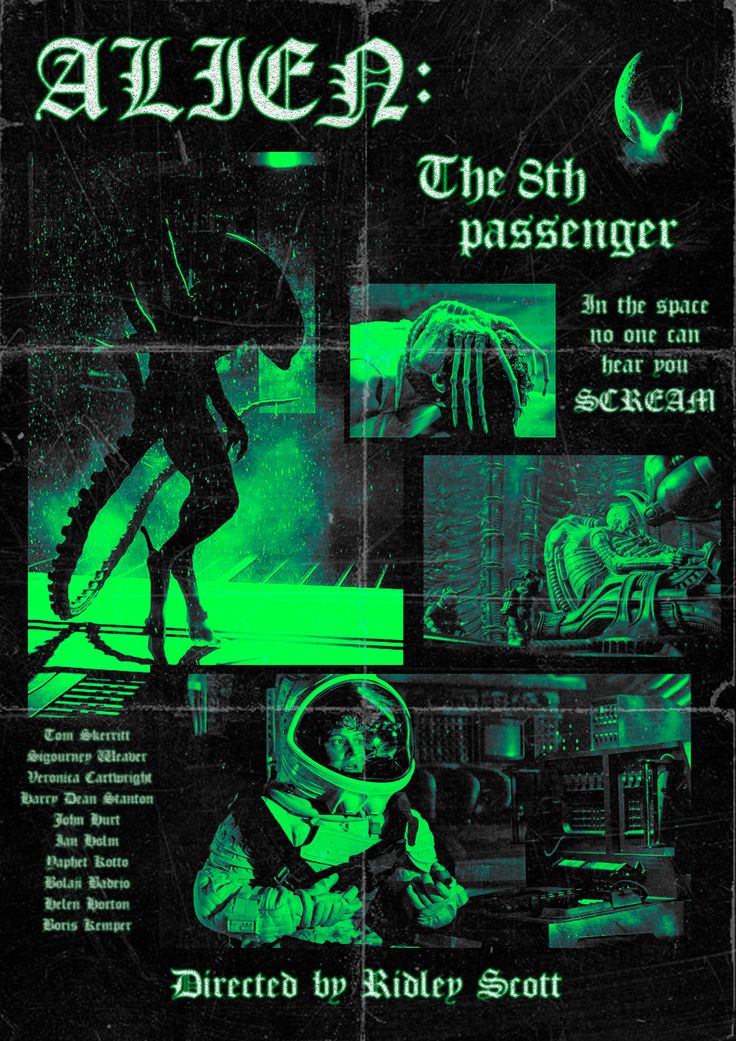 ALIEN:
The 8th
passenger
In the space
no one can
hear you
SCREAM
Tom Skerritt
Sigourney Weaver
Veronica Cartwright
Harry Dean Stanton
John Hurt
Ian Holm
Yaphet Kotto
Bolaji Badejo
Helen Horton
Boris Kemper
Directed by Ridley Scott